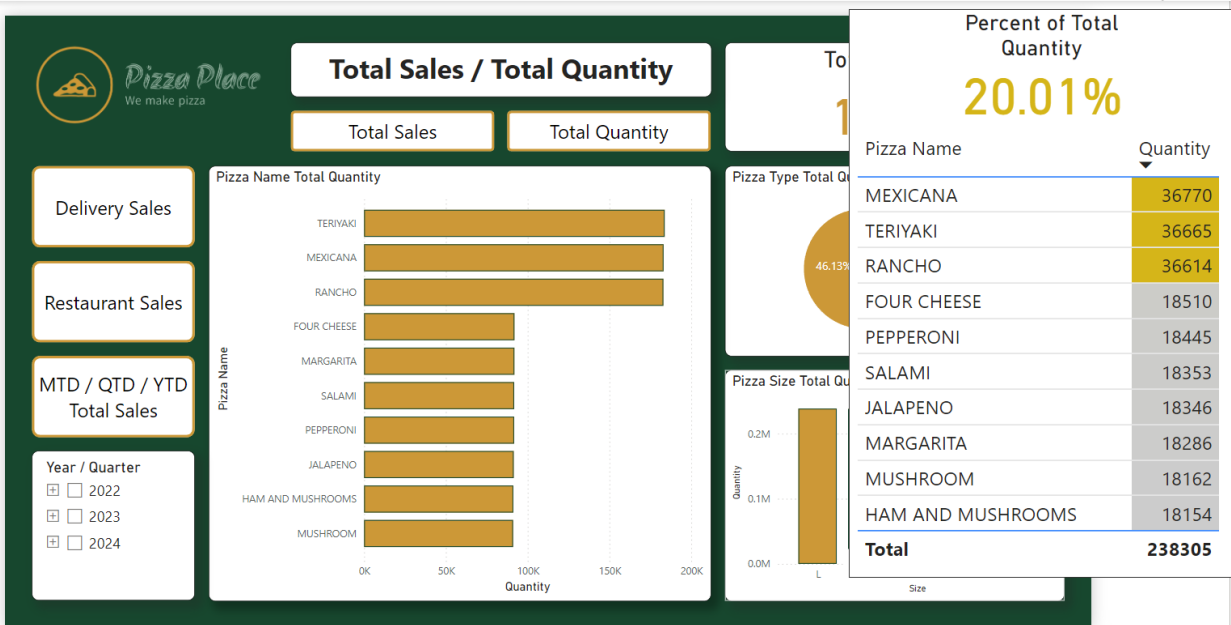 Pizza Place
We make pizza
Total Sales / Total Quantity
Total Sales
Total Quantity
Delivery Sales
Restaurant Sales
MTD / QTD / YTD
Total Sales
Year / Quarter
2022
2023
2024
Pizza Name Total Quantity
Pizza Name
TERIYAKI
MEXICANA
RANCHO
FOUR CHEESE
MARGARITA
SALAMI
PEPPERONI
JALAPENO
HAM AND MUSHROOMS
MUSHROOM
0K 50K 100K 150K 200K
Quantity
To
1
Pizza Type Total Qu
46.13%
Pizza Size Total Qu
Quantity
0.2M
0.1M
0.0M
L
Size
Percent of Total
Quantity
20.01%
Pizza Name Quantity
MEXICANA 36770
TERIYAKI 36665
RANCHO 36614
FOUR CHEESE 18510
PEPPERONI 18445
SALAMI 18353
JALAPENO 18346
MARGARITA 18286
MUSHROOM 18162
HAM AND MUSHROOMS 18154
Total 238305